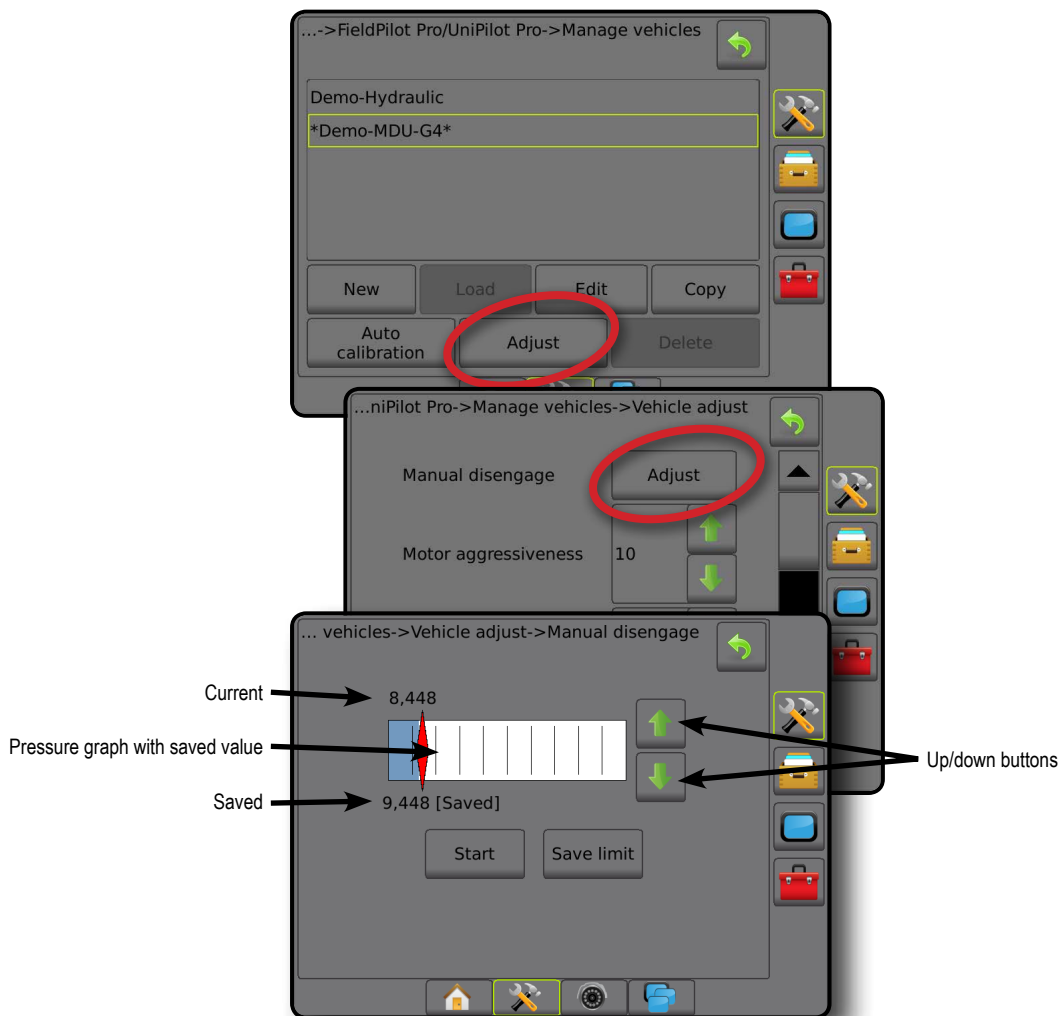 ...->FieldPilot Pro/UniPilot Pro->Manage vehicles
Demo-Hydraulic
*Demo-MDU-G4*
New
Load
Edit
Copy
Auto
calibration
Adjust
Delete
...niPilot Pro->Manage vehicles->Vehicle adjust
Manual disengage
Adjust
Motor aggressiveness
10
... vehicles->Vehicle adjust->Manual disengage
Current
8,448
Pressure graph with saved value
Up/down buttons
Saved
9,448 [Saved]
Start
Save limit